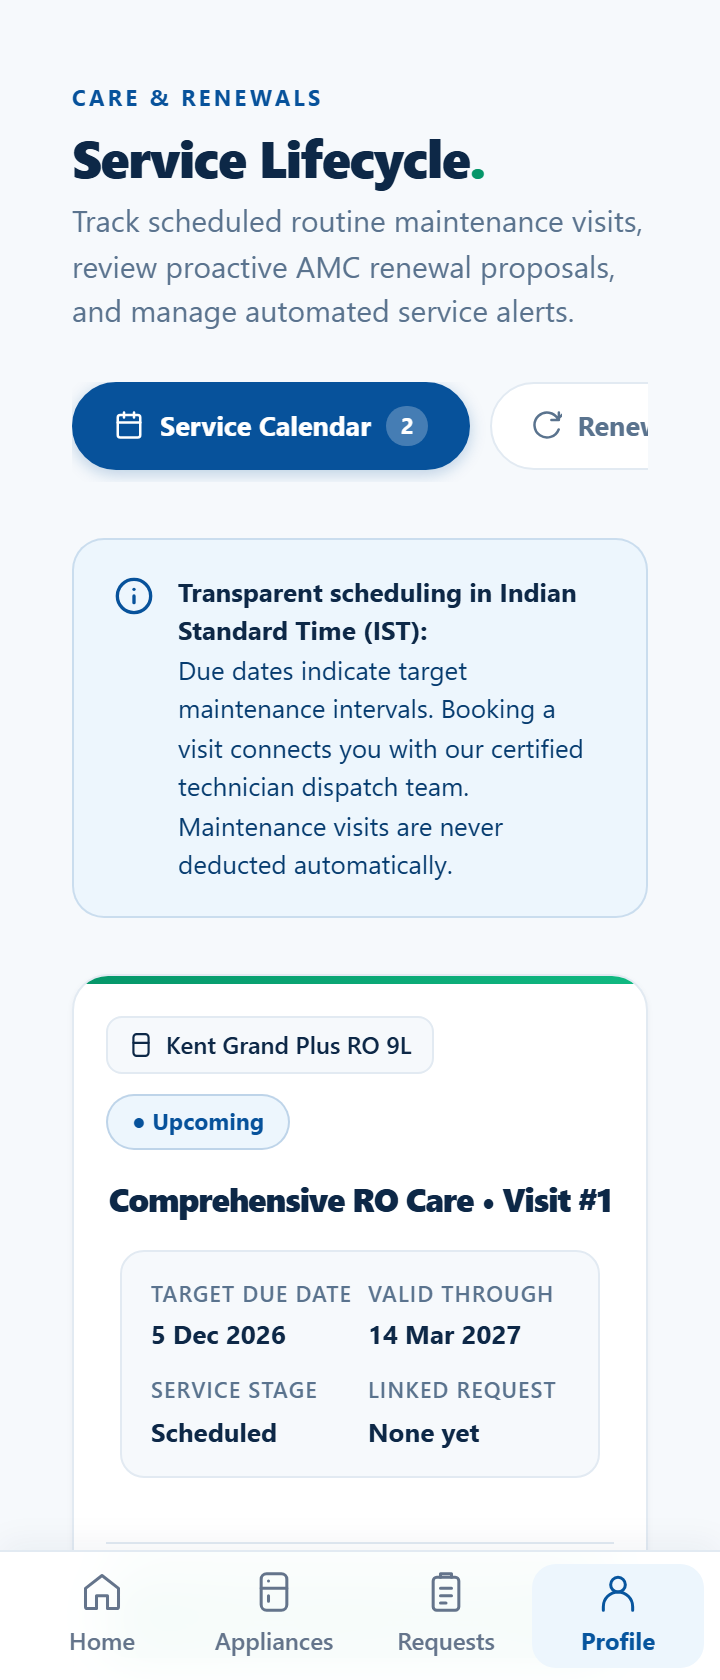 CARE & RENEWALS
Service Lifecycle.
Track scheduled routine maintenance visits,
review proactive AMC renewal proposals,
and manage automated service alerts.
Service Calendar 2
Transparent scheduling in Indian
Standard Time (IST):
Due dates indicate target
maintenance intervals. Booking a
visit connects you with our certified
technician dispatch team.
Maintenance visits are never
deducted automatically.
Kent Grand Plus RO 9L
• Upcoming
Comprehensive RO Care • Visit #1
TARGET DUE DATE VALID THROUGH
5 Dec 2026 14 Mar 2027
SERVICE STAGE LINKED REQUEST
Scheduled None yet
Home Appliances Requests Profile